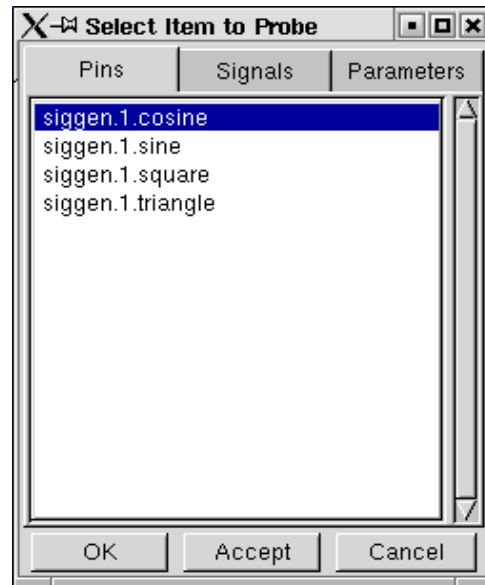 Select Item to Probe
Pins Signals Parameters
siggen.1.cosine
siggen.1.sine
siggen.1.square
siggen.1.triangle
OK Accept Cancel